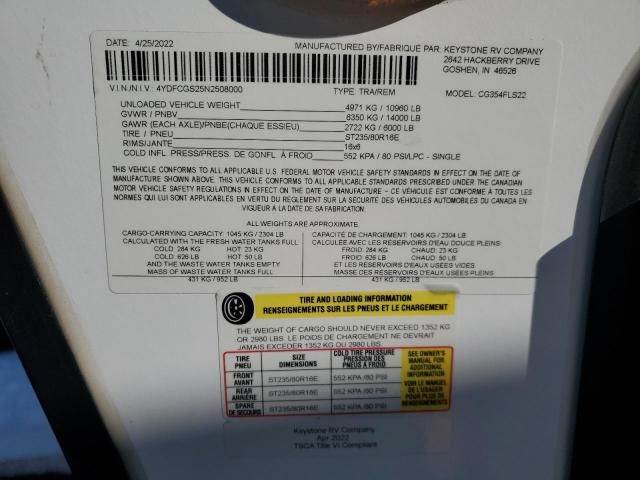 DATE: 4/25/2022
MANUFACTURED BY/FABRIQUÉ PAR: KEYSTONE RV COMPANY
2642 HACKBERRY DRIVE
GOSHEN, IN 46526
V.I.N./N.I.V.: 4YDFCGS25N2508000 TYPE: TRA/REM MODEL: CG354FLS22
UNLOADED VEHICLE WEIGHT 4971 KG / 10960 LB
GVWR / PNBV 6350 KG / 14000 LB
GAWR (EACH AXLE)/PNBE(CHAQUE ESSIEU) 2722 KG / 6000 LB
TIRE / PNEU ST235/80R16E
RIMS/JANTE 16x6
COLD INFL. PRESS/PRESS. DE GONFL. À FROID 552 KPA / 80 PSI/LPC - SINGLE
THIS VEHICLE CONFORMS TO ALL APPLICABLE U.S. FEDERAL MOTOR VEHICLE SAFETY STANDARDS IN EFFECT ON THE DATE OF
MANUFACTURE SHOWN ABOVE. THIS VEHICLE CONFORMS TO ALL APPLICABLE STANDARDS PRESCRIBED UNDER THE CANADIAN
MOTOR VEHICLE SAFETY REGULATIONS IN EFFECT ON THE DATE OF MANUFACTURE - CE VÉHICULE EST CONFORME A TOUTES LES
NORMES QUI LUI SONT APPLICABLES EN VERTU DU RÈGLEMENT SUR LA SÉCURITÉ DES VÉHICULES AUTOMOBILES DU CANADA EN
VIGUEUR À LA DATE DE SA FABRICATION.
ALL WEIGHTS ARE APPROXIMATE.
CARGO-CARRYING CAPACITY: 1045 KG / 2304 LB
CALCULATED WITH THE FRESH WATER TANKS FULL
COLD: 284 KG HOT: 23 KG
COLD: 626 LB HOT: 50 LB
AND THE WASTE WATER TANKS EMPTY
MASS OF WASTE WATER TANKS FULL
431 KG / 952 LB
CAPACITÉ DE CHARGEMENT: 1045 KG / 2304 LB
CALCULÉE AVEC LES RÉSERVOIRS D'EAU DOUCE PLEINS:
FROID: 284 KG CHAUD: 23 KG
FROID: 626 LB CHAUD: 50 LB
ET LES RÉSERVOIRS D'EAUX USÉES VIDES
MASSE DES RÉSERVOIRS D'EAUX USÉES PLEINS
431 KG / 952 LB
TIRE AND LOADING INFORMATION
RENSEIGNEMENTS SUR LES PNEUS ET LE CHARGEMENT
THE WEIGHT OF CARGO SHOULD NEVER EXCEED 1352 KG
OR 2980 LBS. LE POIDS DE CHARGEMENT NE DEVRAIT
JAMAIS EXCÉDER 1352 KG OU 2980 LBS.
TIRE PNEU
SIZE DIMENSIONS
COLD TIRE PRESSURE PRESSION DES PNEUS A FROID
FRONT AVANT ST235/80R16E 552 KPA /80 PSI
REAR ARRIÈRE ST235/80R16E 552 KPA /80 PSI
SPARE DE SECOURS ST235/80R16E 552 KPA /80 PSI
SEE OWNER'S
MANUAL FOR
ADDITIONAL
INFORMATION
VOIR LE MANUEL
DE L'USAGER
POUR PLUS DE
RENSEIGNEMENTS
Keystone RV Company
Apr 2022
TSCA Title VI Compliant